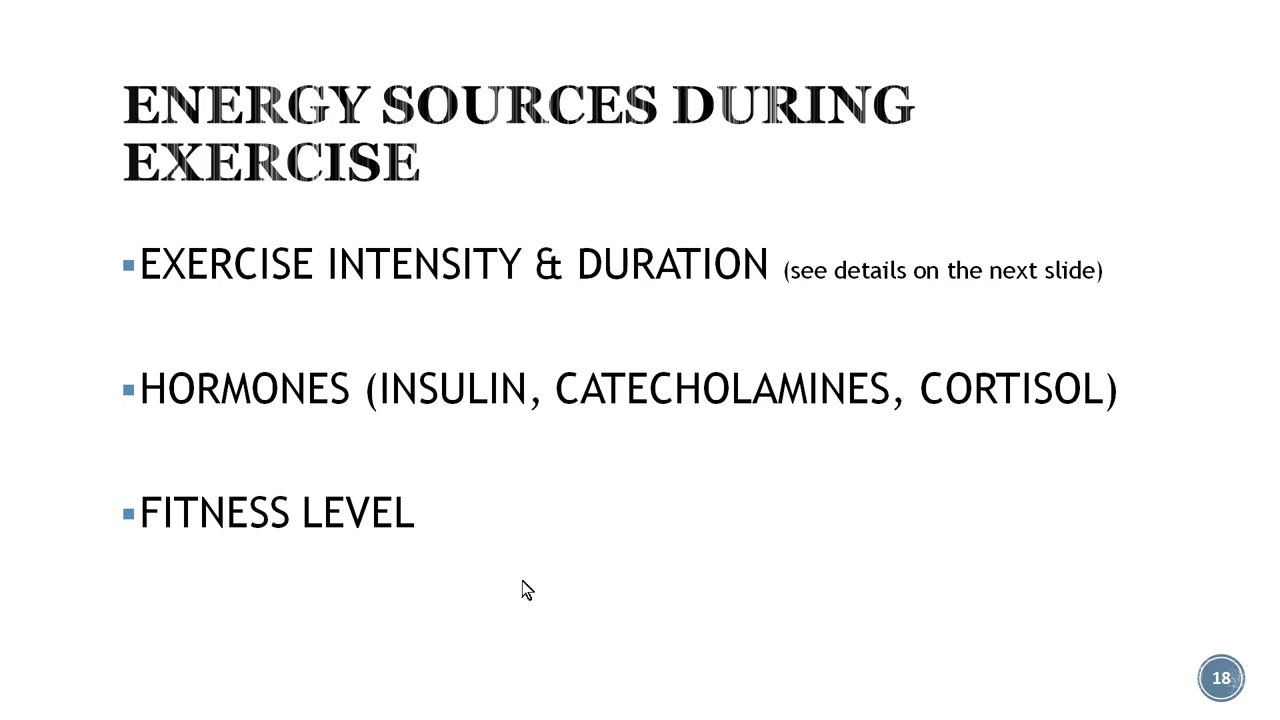 ENERGY SOURCES DURING
EXERCISE
▪EXERCISE INTENSITY & DURATION (see details on the next slide)
▪HORMONES (INSULIN, CATECHOLAMINES, CORTISOL)
▪FITNESS LEVEL
18